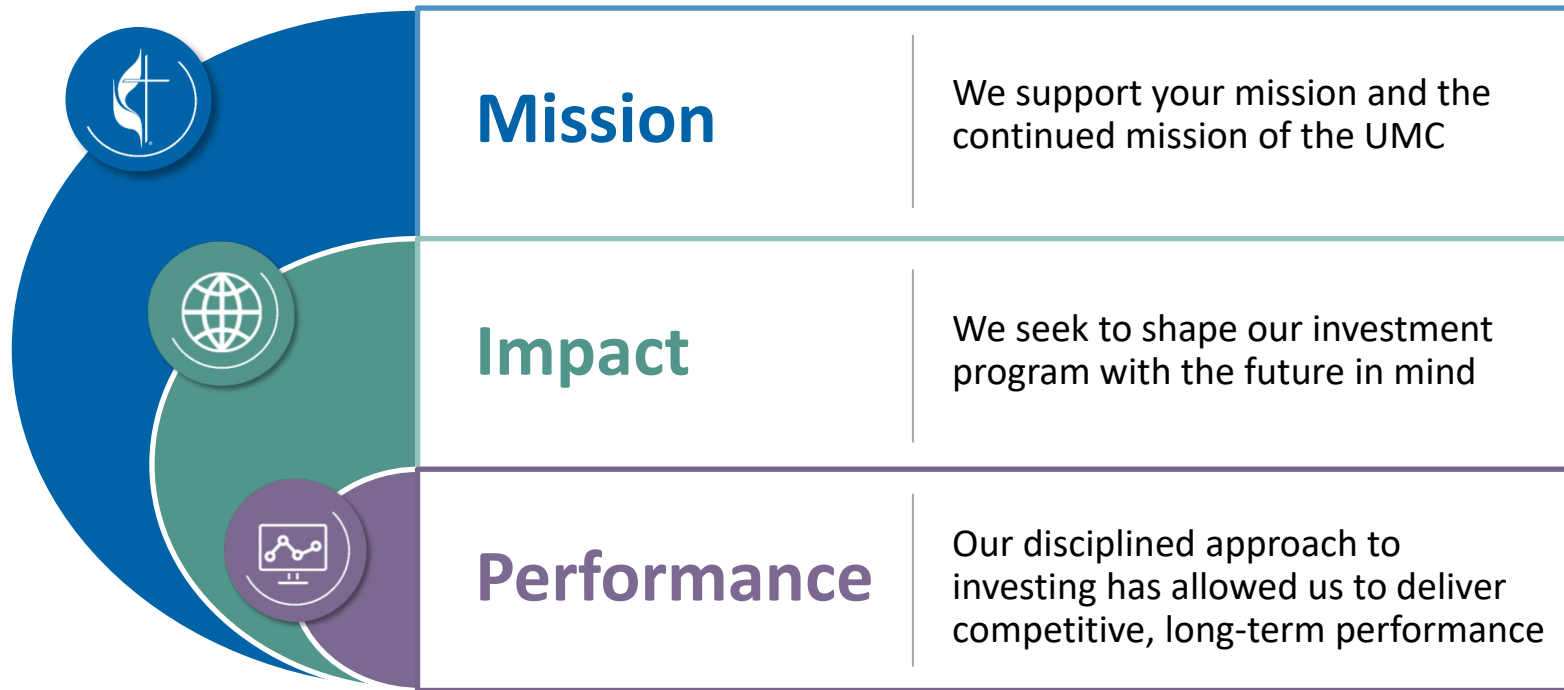 Mission
We support your mission and the
continued mission of the UMC
Impact
We seek to shape our investment
program with the future in mind
Performance
Our disciplined approach to
investing has allowed us to deliver
competitive, long-term performance